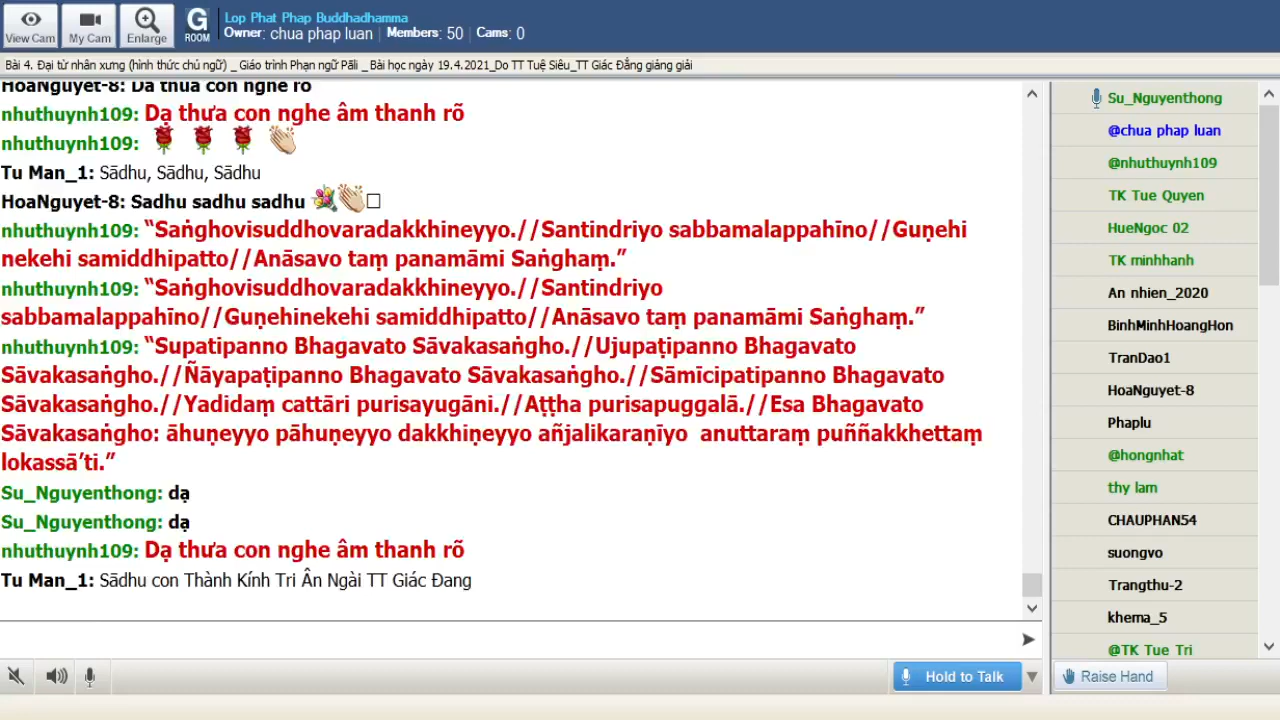 View Cam
My Cam
Enlarge
G
ROOM
Lop Phat Phap Buddhadhamma
Owner: chua phap luan Members: 50 Cams: 0
Bài 4. Đại từ nhân xưng (hình thức chủ ngữ) _ Giáo trình Phạn ngữ Pāli _ Bài học ngày 19.4.2021_Do TT Tuệ Siêu_TT Giác Đẳng giảng giải
HoaNguyet-8: Dạ thưa con nghe rõ
nhuthuynh109: Dạ thưa con nghe âm thanh rõ
nhuthuynh109:
Tu Man_1: Sādhu, Sādhu, Sādhu
HoaNguyet-8: Sadhu sadhu sadhu
nhuthuynh109: “Saṅghovisuddhovaradakkhineyyo.//Santindriyo sabbamalappahīno//Guṇehi
nekehi samiddhipatto//Anāsavo taṃ panamāmi Saṅghaṃ.”
nhuthuynh109: “Saṅghovisuddhovaradakkhineyyo.//Santindriyo
sabbamalappahīno//Guṇehinekehi samiddhipatto//Anāsavo taṃ panamāmi Saṅghaṃ.”
nhuthuynh109: “Supatipanno Bhagavato Sāvakasaṅgho.//Ujupaṭipanno Bhagavato
Sāvakasaṅgho.//Ñāyapaṭipanno Bhagavato Sāvakasaṅgho.//Sāmīcipatipanno Bhagavato
Sāvakasaṅgho.//Yadidaṃ cattāri purisayugāni.//Aṭṭha purisapuggalā.//Esa Bhagavato
Sāvakasaṅgho: āhuṇeyyo pāhuṇeyyo dakkhiṇeyyo añjalikaraṇīyo anuttaraṃ puññakkhettaṃ
lokassā’ti.”
Su_Nguyenthong: dạ
Su_Nguyenthong: dạ
nhuthuynh109: Dạ thưa con nghe âm thanh rõ
Tu Man_1: Sādhu con Thành Kính Tri Ân Ngài TT Giác Đang
Hold to Talk
Su_Nguyenthong
@chua phap luan
@nhuthuynh109
TK Tue Quyen
HueNgoc 02
TK minhhanh
An nhien_2020
BinhMinhHoangHon
TranDao1
HoaNguyet-8
Phaplu
@hongnhat
thy lam
CHAUPHAN54
suongvo
Trangthu-2
khema_5
@TK Tue Tri
Raise Hand